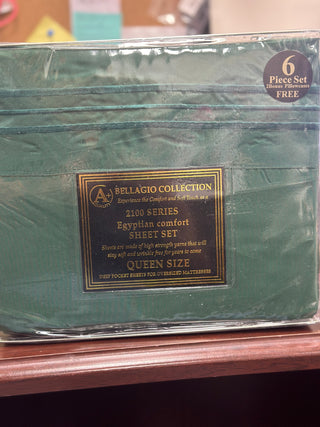 6
Piece Set
2Bonus Pillowcases
FREE
A+
BELLAGIO COLLECTION
Experience the Comfort and Soft Touch
2100 SERIES
Egyptian comfort
SHEET SET
Sheets are made of high strength yarns that will
stay soft and wrinkle free for years to come
QUEEN SIZE
DEEP POCKET SHEETS FOR OVERSIZED MATTRESSES